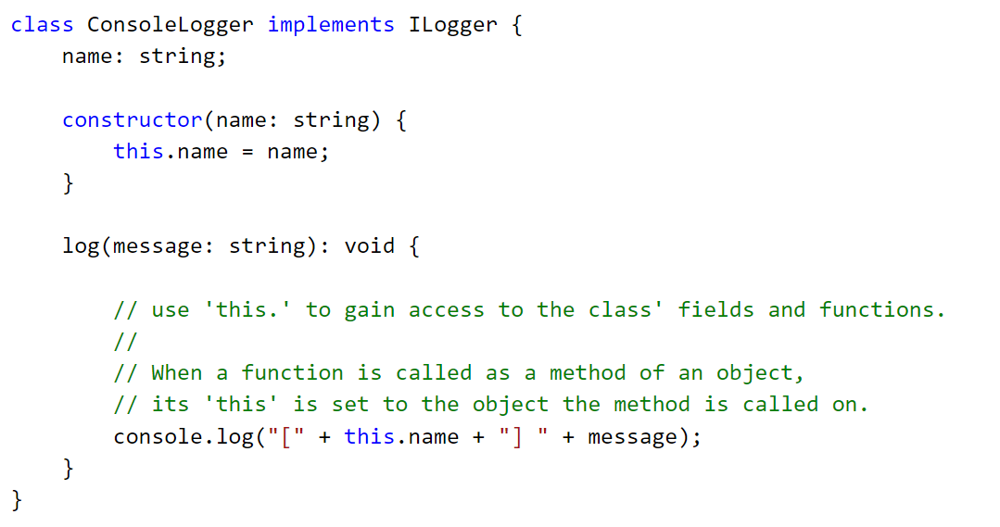 class ConsoleLogger implements ILogger {
    name: string;

    constructor(name: string) {
        this.name = name;
    }

    log(message: string): void {

        // use 'this.' to gain access to the class' fields and functions.
        //
        // When a function is called as a method of an object,
        // its 'this' is set to the object the method is called on.
        console.log("[" + this.name + "] " + message);
    }
}